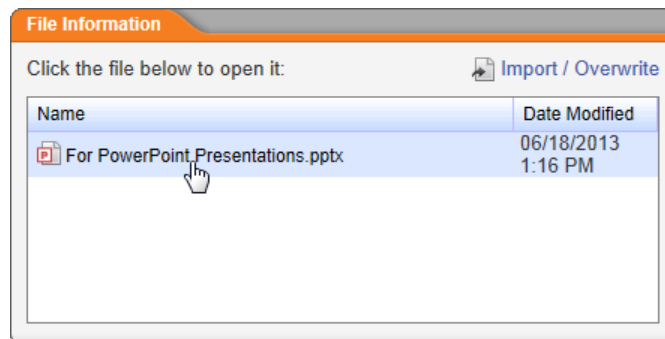 File Information
Click the file below to open it:
Import / Overwrite
Name
Date Modified
For PowerPoint Presentations.pptx
06/18/2013
1:16 PM